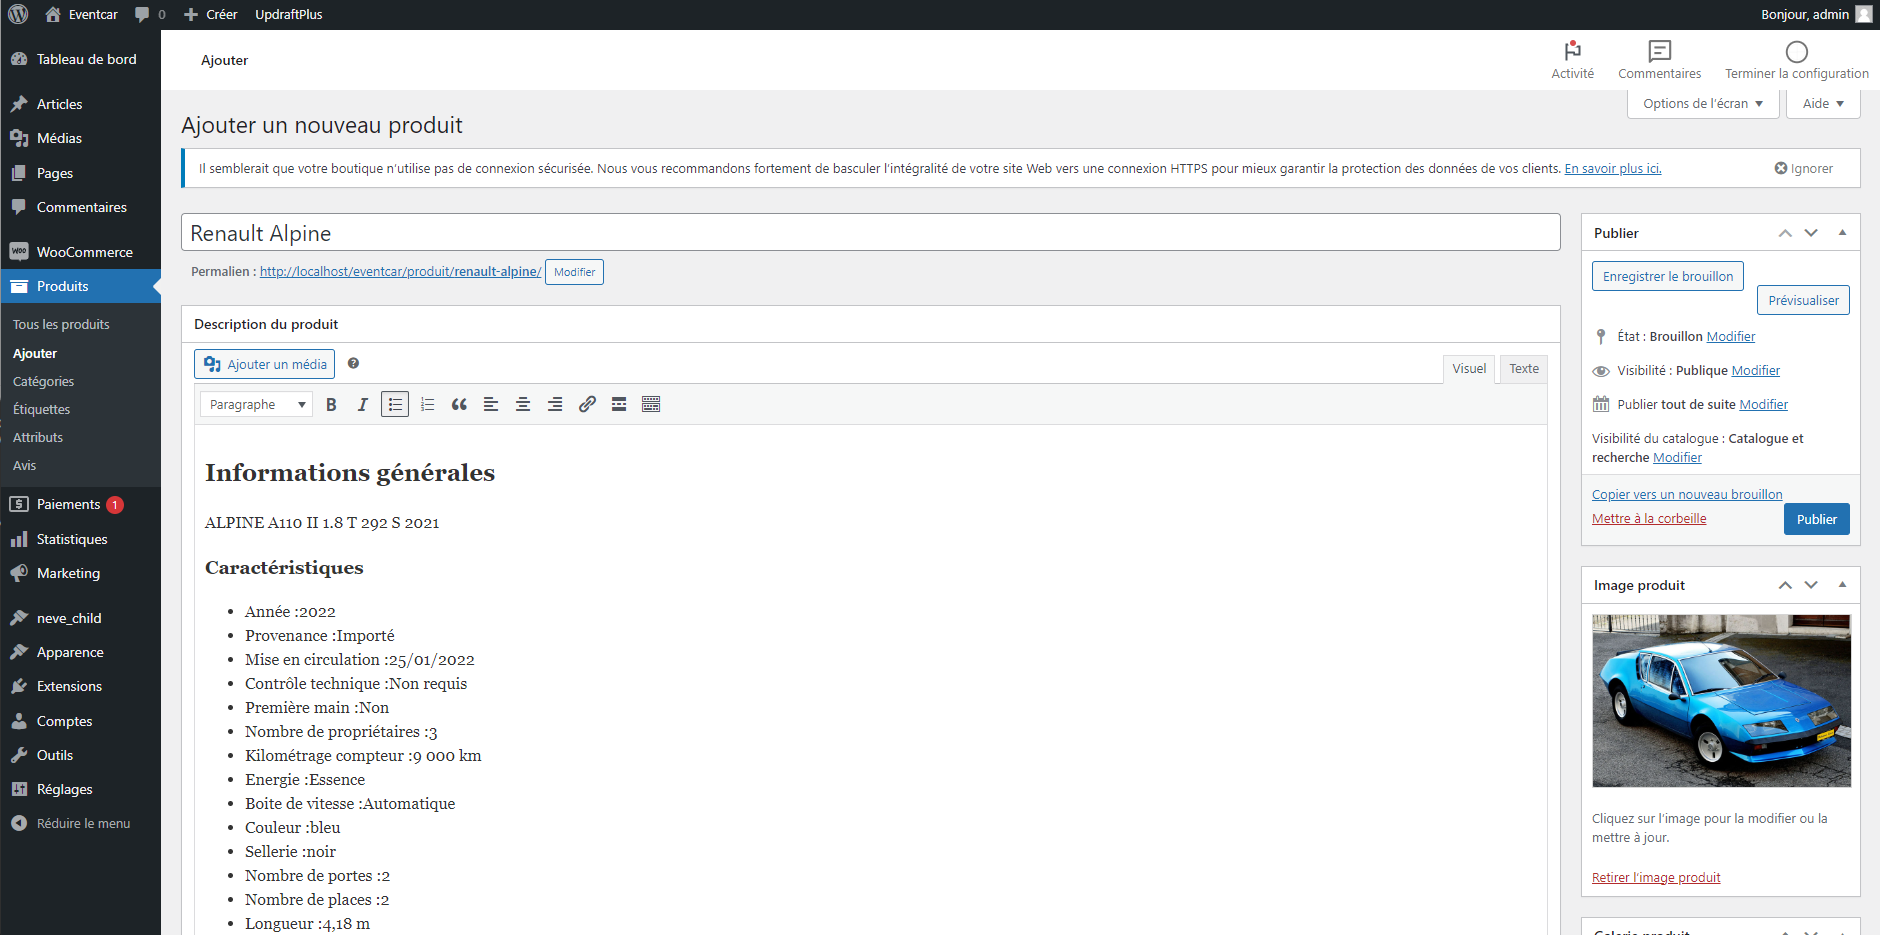 Eventcar 0 Créer UpdraftPlus Bonjour, admin
Tableau de bord
Articles
Médias
Pages
Commentaires
WooCommerce
Produits
Tous les produits
Ajouter
Catégories
Étiquettes
Attributs
Avis
Paiements 1
Statistiques
Marketing
neve_child
Apparence
Extensions
Comptes
Outils
Réglages
Réduire le menu
Ajouter
Activité Commentaires Terminer la configuration
Options de l'écran Aide
Ajouter un nouveau produit
Il semblerait que votre boutique n'utilise pas de connexion sécurisée. Nous vous recommandons fortement de basculer l'intégralité de votre site Web vers une connexion HTTPS pour mieux garantir la protection des données de vos clients. En savoir plus ici. Ignorer
Renault Alpine
Permalien : http://localhost/eventcar/produit/renault-alpine/ Modifier
Description du produit
Ajouter un média
Visuel Texte
Paragraphe B I
Informations générales
ALPINE A110 II 1.8 T 292 S 2021
Caractéristiques
• Année :2022
• Provenance :Importé
• Mise en circulation :25/01/2022
• Contrôle technique :Non requis
• Première main :Non
• Nombre de propriétaires :3
• Kilométrage compteur :9 000 km
• Energie :Essence
• Boite de vitesse :Automatique
• Couleur :bleu
• Sellerie :noir
• Nombre de portes :2
• Nombre de places :2
• Longueur :4,18 m
Publier
Enregistrer le brouillon
Prévisualiser
État : Brouillon Modifier
Visibilité : Publique Modifier
Publier tout de suite Modifier
Visibilité du catalogue : Catalogue et
recherche Modifier
Copier vers un nouveau brouillon
Mettre à la corbeille
Publier
Image produit
Cliquez sur l'image pour la modifier ou la
mettre à jour.
Retirer l'image produit
Galerie produit